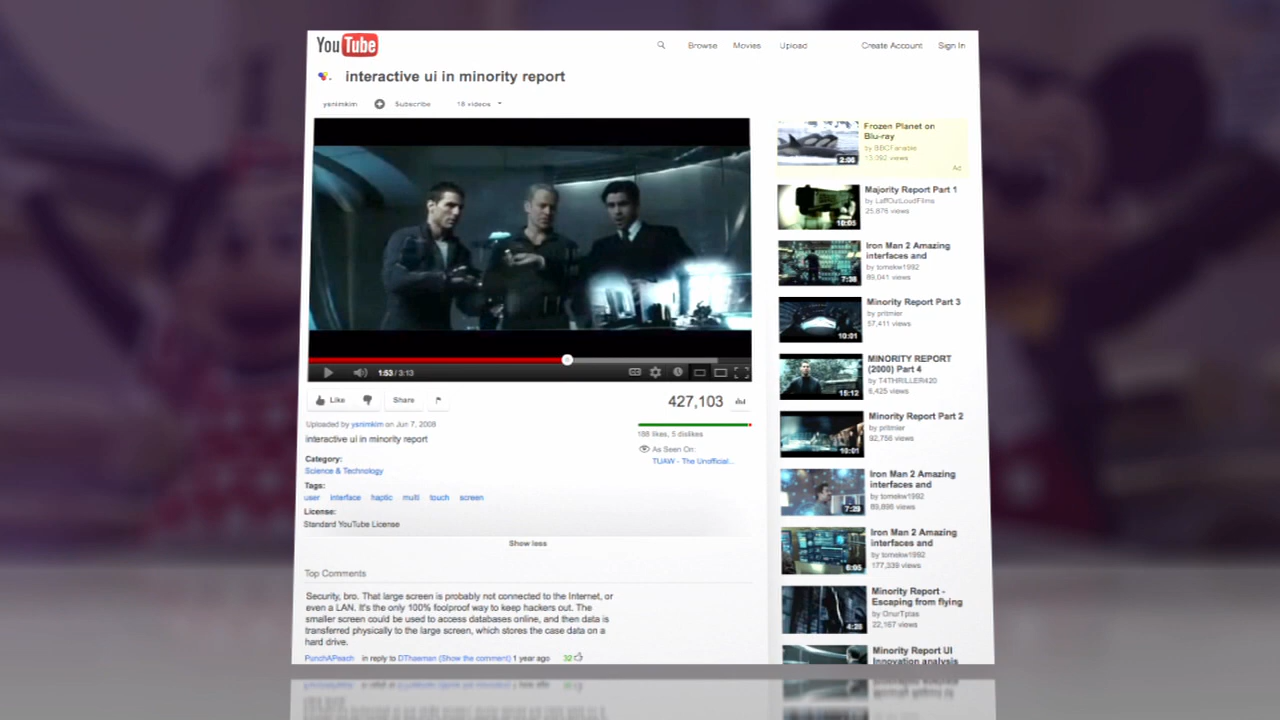 YouTube
Browse Movies Upload Create Account Sign In
interactive ui in minority report
ysnimkim Subscribe 18 videos
1:53 / 3:13
Like Share
427,103
Uploaded by ysnimkim on Jun 7, 2008
interactive ui in minority report
188 likes, 5 dislikes
As Seen On:
TUAW - The Unofficial...
Category:
Science & Technology
Tags:
user interface haptic multi touch screen
License:
Standard YouTube License
Show less
Top Comments
Security, bro. That large screen is probably not connected to the Internet, or
even a LAN. It's the only 100% foolproof way to keep hackers out. The
smaller screen could be used to access databases online, and then data is
transferred physically to the large screen, which stores the case data on a
hard drive.
PunchAPeach in reply to DThaeman (Show the comment) 1 year ago 32
Frozen Planet on
Blu-ray
by BBCFanable
13,092 views
Ad
2:06
Majority Report Part 1
by LaffOutLoudFilms
25,876 views
10:05
Iron Man 2 Amazing
interfaces and
by tomekw1992
89,041 views
7:36
Minority Report Part 3
by pritmier
57,411 views
10:01
MINORITY REPORT
(2000) Part 4
by T4THRILLER420
6,425 views
15:12
Minority Report Part 2
by pritmier
92,756 views
10:01
Iron Man 2 Amazing
interfaces and
by tomekw1992
89,898 views
7:29
Iron Man 2 Amazing
interfaces and
by tomekw1992
177,339 views
6:05
Minority Report -
Escaping from flying
by OnurTptas
22,167 views
4:28
Minority Report UI
Innovation analysis